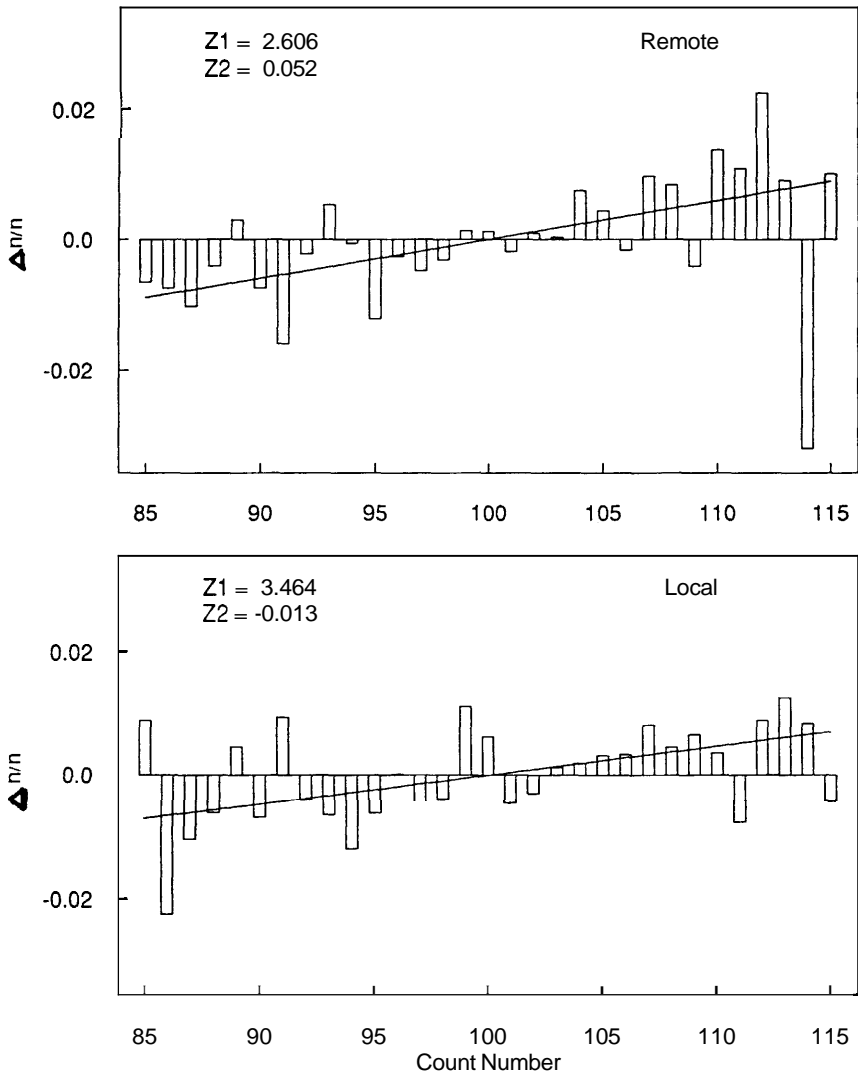 Z1 = 2.606
Remote
Z2 = 0.052
0.02
0.0
-0.02
Δn/n
85 90 95 100 105 110 115
Z1 = 3.464
Local
Z2 = -0.013
0.02
0.0
-0.02
Δn/n
85 90 95 100 105 110 115
Count Number